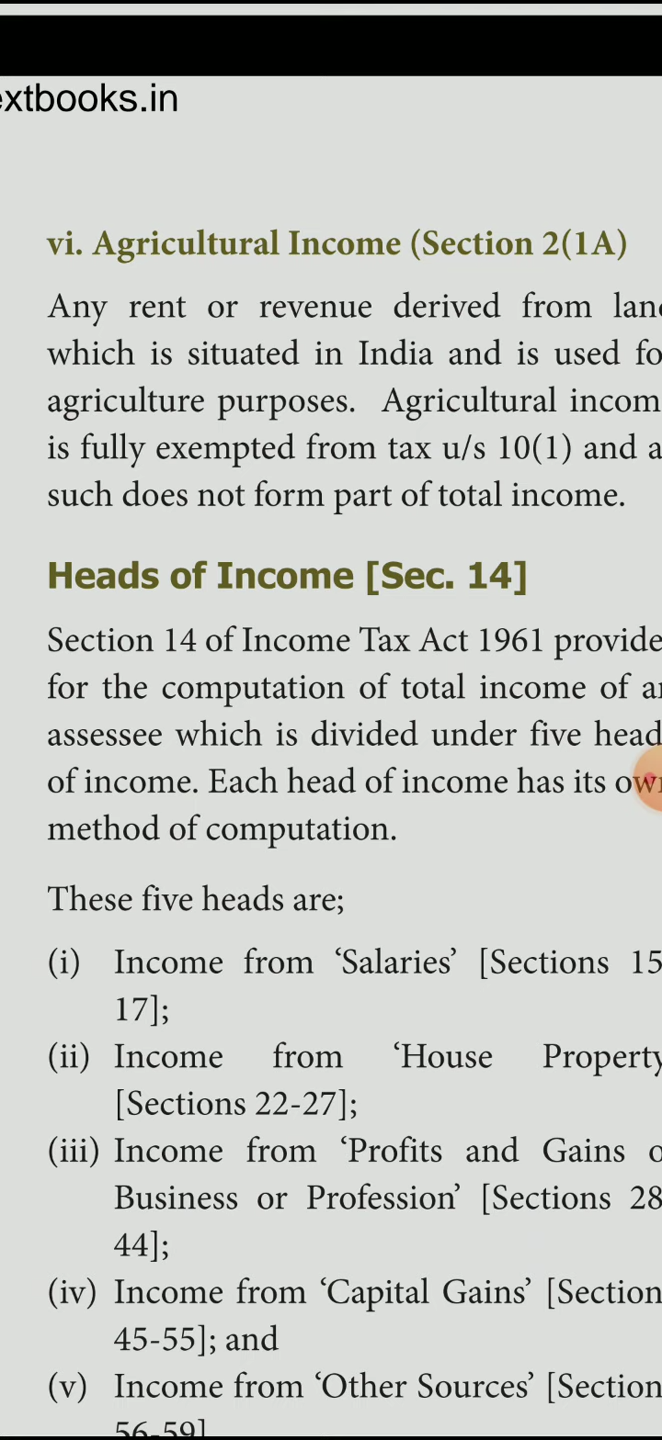 extbooks.in
vi. Agricultural Income (Section 2(1A)
Any rent or revenue derived from lan
which is situated in India and is used fo
agriculture purposes. Agricultural incom
is fully exempted from tax u/s 10(1) and a
such does not form part of total income.
Heads of Income [Sec. 14]
Section 14 of Income Tax Act 1961 provide
for the computation of total income of a
assessee which is divided under five head
of income. Each head of income has its own
method of computation.
These five heads are;
(i) Income from ‘Salaries’ [Sections 15
17];
(ii) Income from ‘House Property
[Sections 22-27];
(iii) Income from ‘Profits and Gains o
Business or Profession’ [Sections 28
44];
(iv) Income from ‘Capital Gains’ [Section
45-55]; and
(v) Income from ‘Other Sources’ [Section
56-59]